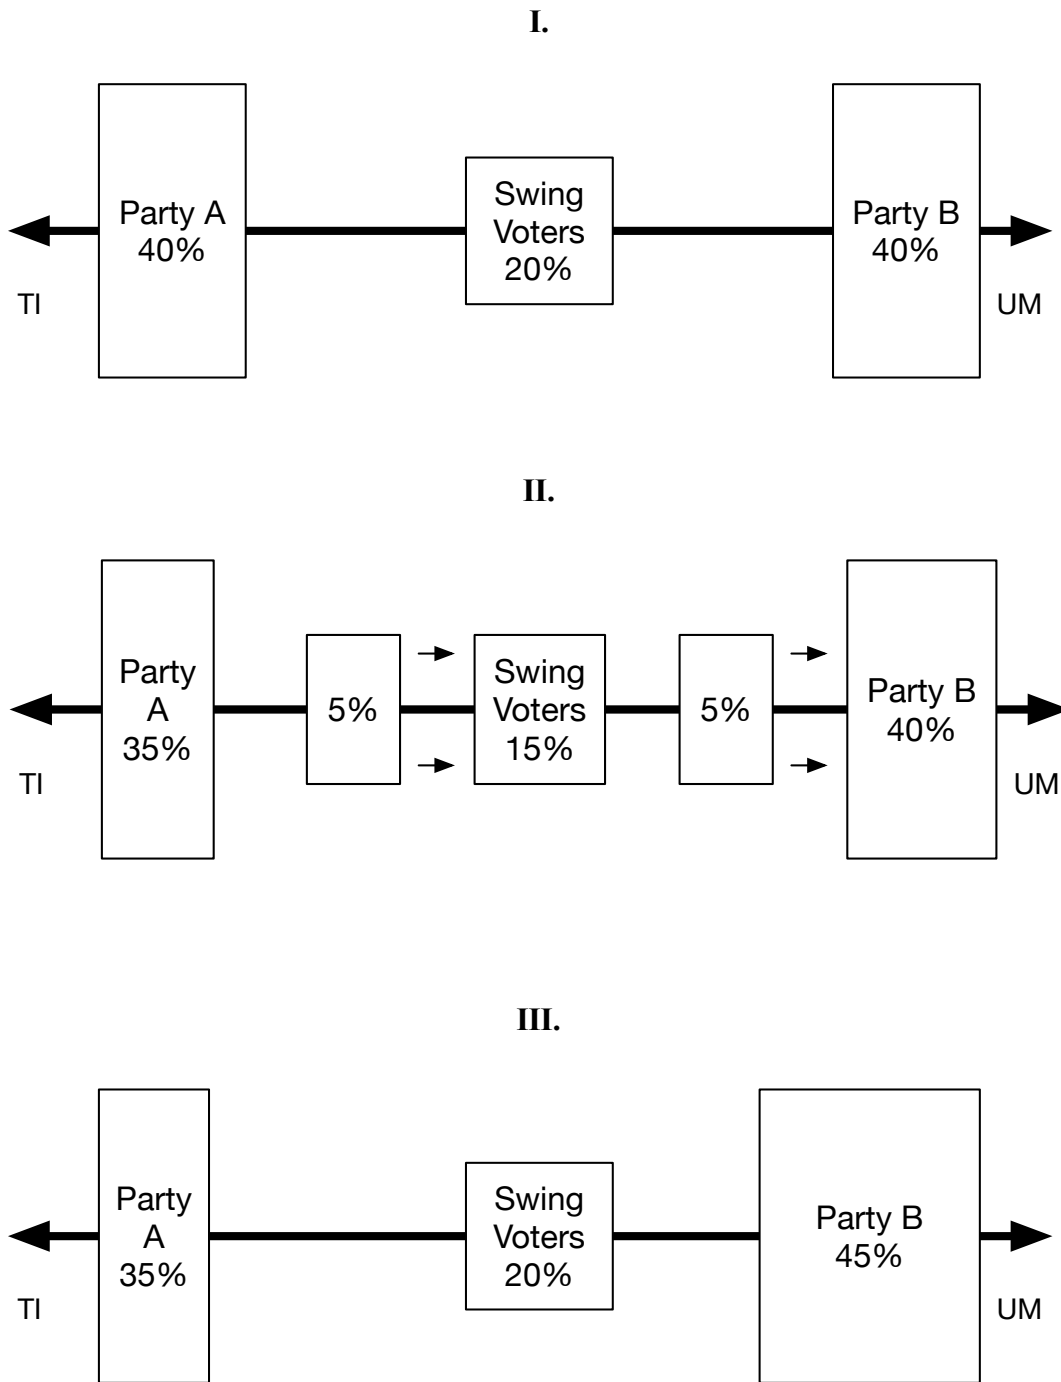 I.
Party A
40%
Swing
Voters
20%
Party B
40%
TI
UM
II.
Party
A
35%
5%
Swing
Voters
15%
5%
Party B
40%
TI
UM
III.
Party
A
35%
Swing
Voters
20%
Party B
45%
TI
UM